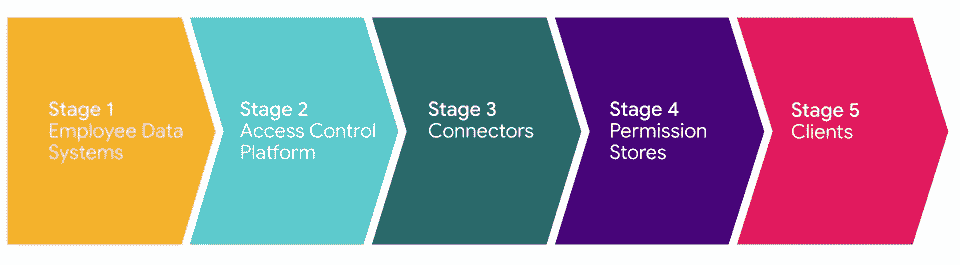 Stage 1
Employee Data
Systems
Stage 2
Access Control
Platform
Stage 3
Connectors
Stage 4
Permission
Stores
Stage 5
Clients